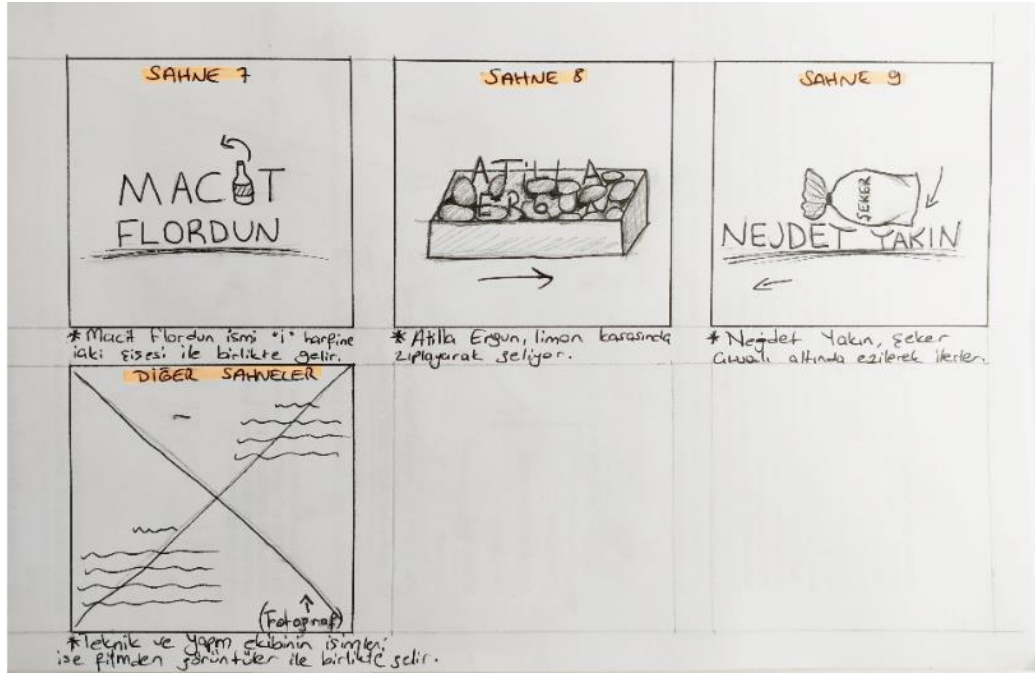 SAHNE 7
MACİT
FLORDUN
* Macit Flordun ismi "i" harfine
içki şişesi ile birlikte gelir.
SAHNE 8
ATiLLA
ERGUN
* Atilla Ergun, limon kasasında
zıplayarak geliyor.
SAHNE 9
ŞEKER
NEJDET YAKIN
* Nejdet Yakın, şeker
çuvalı altında ezilerek ilerler.
DİĞER SAHNELER
(Fotoğraf)
* Teknik ve yapım ekibinin isimleri
ise filmden görüntüler ile birlikte gelir.